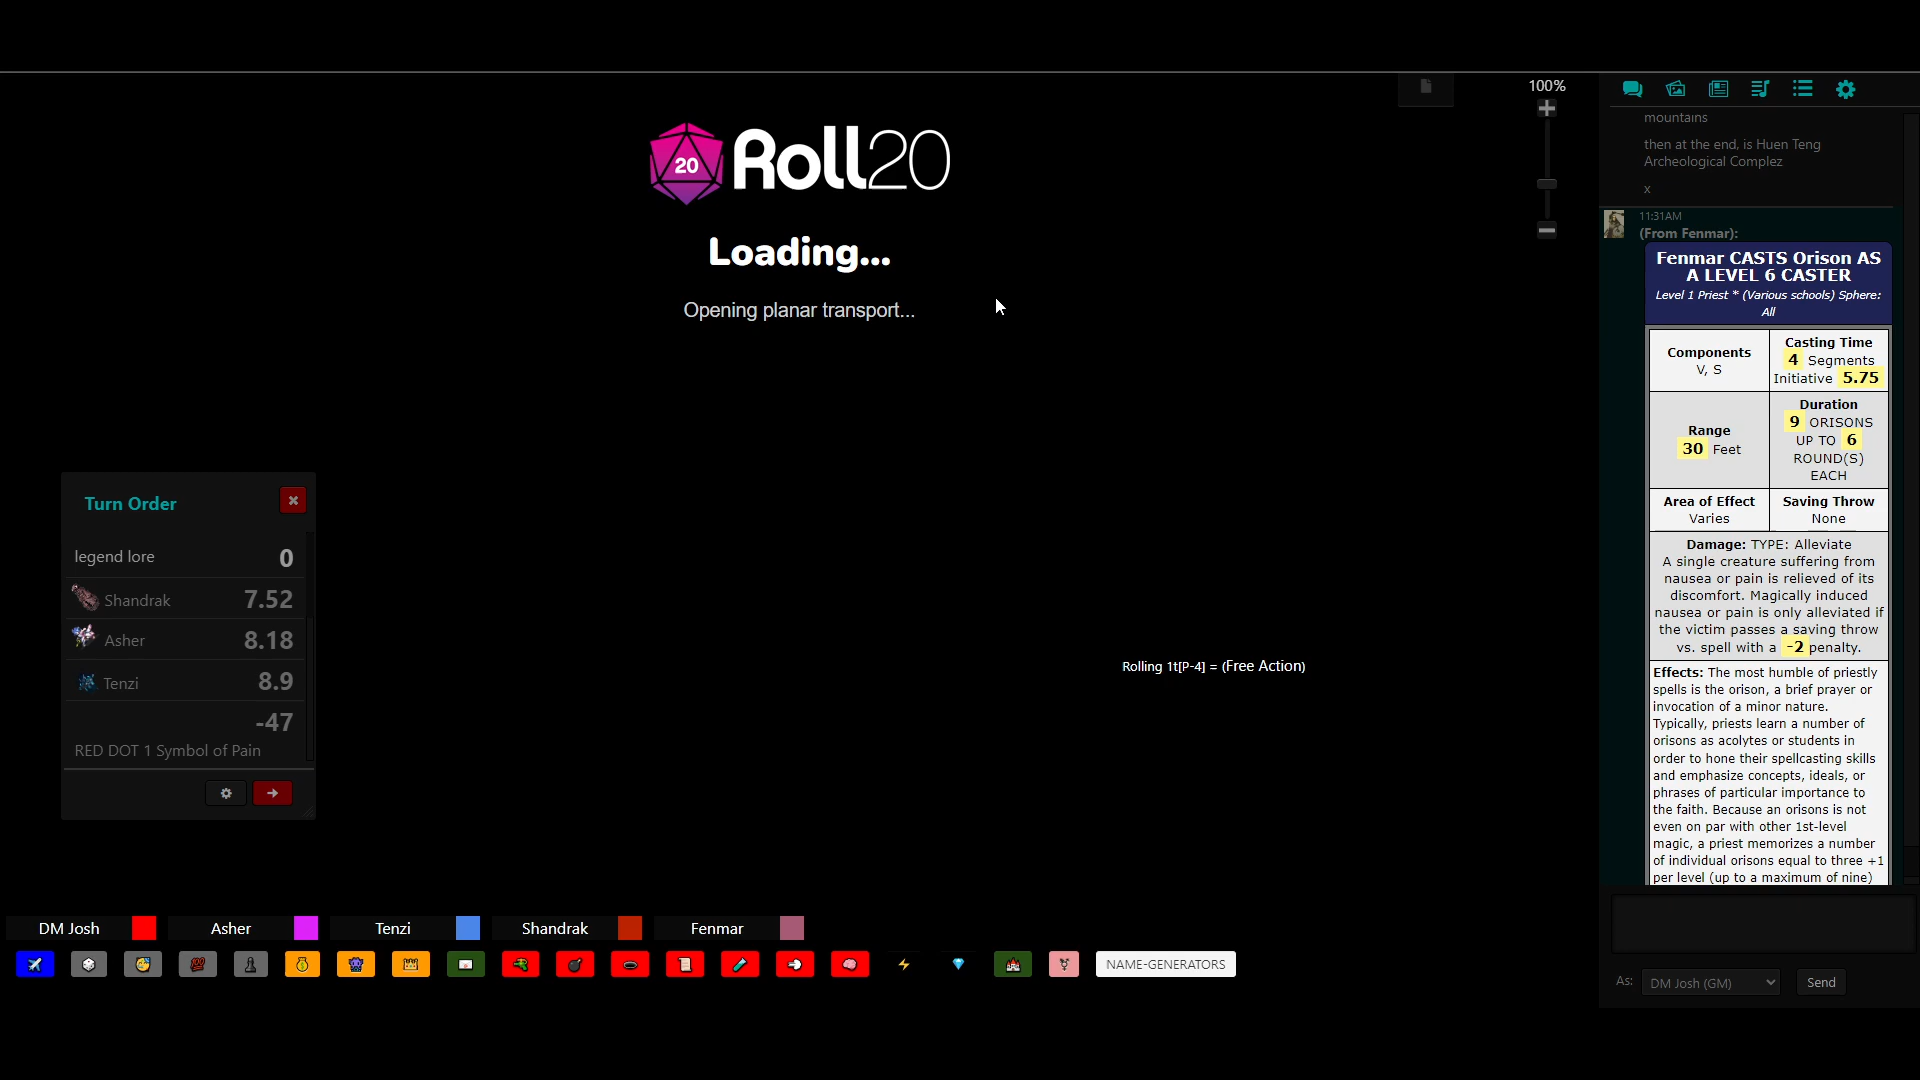 100%
mountains
then at the end, is Huen Teng
Archeological Complez
x
20 Roll20
Loading...
Opening planar transport...
11:31AM
(From Fenmar):
Fenmar CASTS Orison AS
A LEVEL 6 CASTER
Level 1 Priest * (Various schools) Sphere:
All
Components
V, S
Casting Time
4 Segments
Initiative 5.75
Range
30 Feet
Duration
9 ORISONS
UP TO 6
ROUND(S)
EACH
Area of Effect
Varies
Saving Throw
None
Damage: TYPE: Alleviate
A single creature suffering from
nausea or pain is relieved of its
discomfort. Magically induced
nausea or pain is only alleviated if
the victim passes a saving throw
vs. spell with a -2 penalty.
Effects: The most humble of priestly
spells is the orison, a brief prayer or
invocation of a minor nature.
Typically, priests learn a number of
orisons as acolytes or students in
order to hone their spellcasting skills
and emphasize concepts, ideals, or
phrases of particular importance to
the faith. Because an orisons is not
even on par with other 1st-level
magic, a priest memorizes a number
of individual orisons equal to three +1
per level (up to a maximum of nine)
Turn Order
legend lore 0
Shandrak 7.52
Asher 8.18
Tenzi 8.9
-47
RED DOT 1 Symbol of Pain
Rolling 1t[P-4] = (Free Action)
DM Josh Asher Tenzi Shandrak Fenmar
NAME-GENERATORS
As: DM Josh (GM) Send